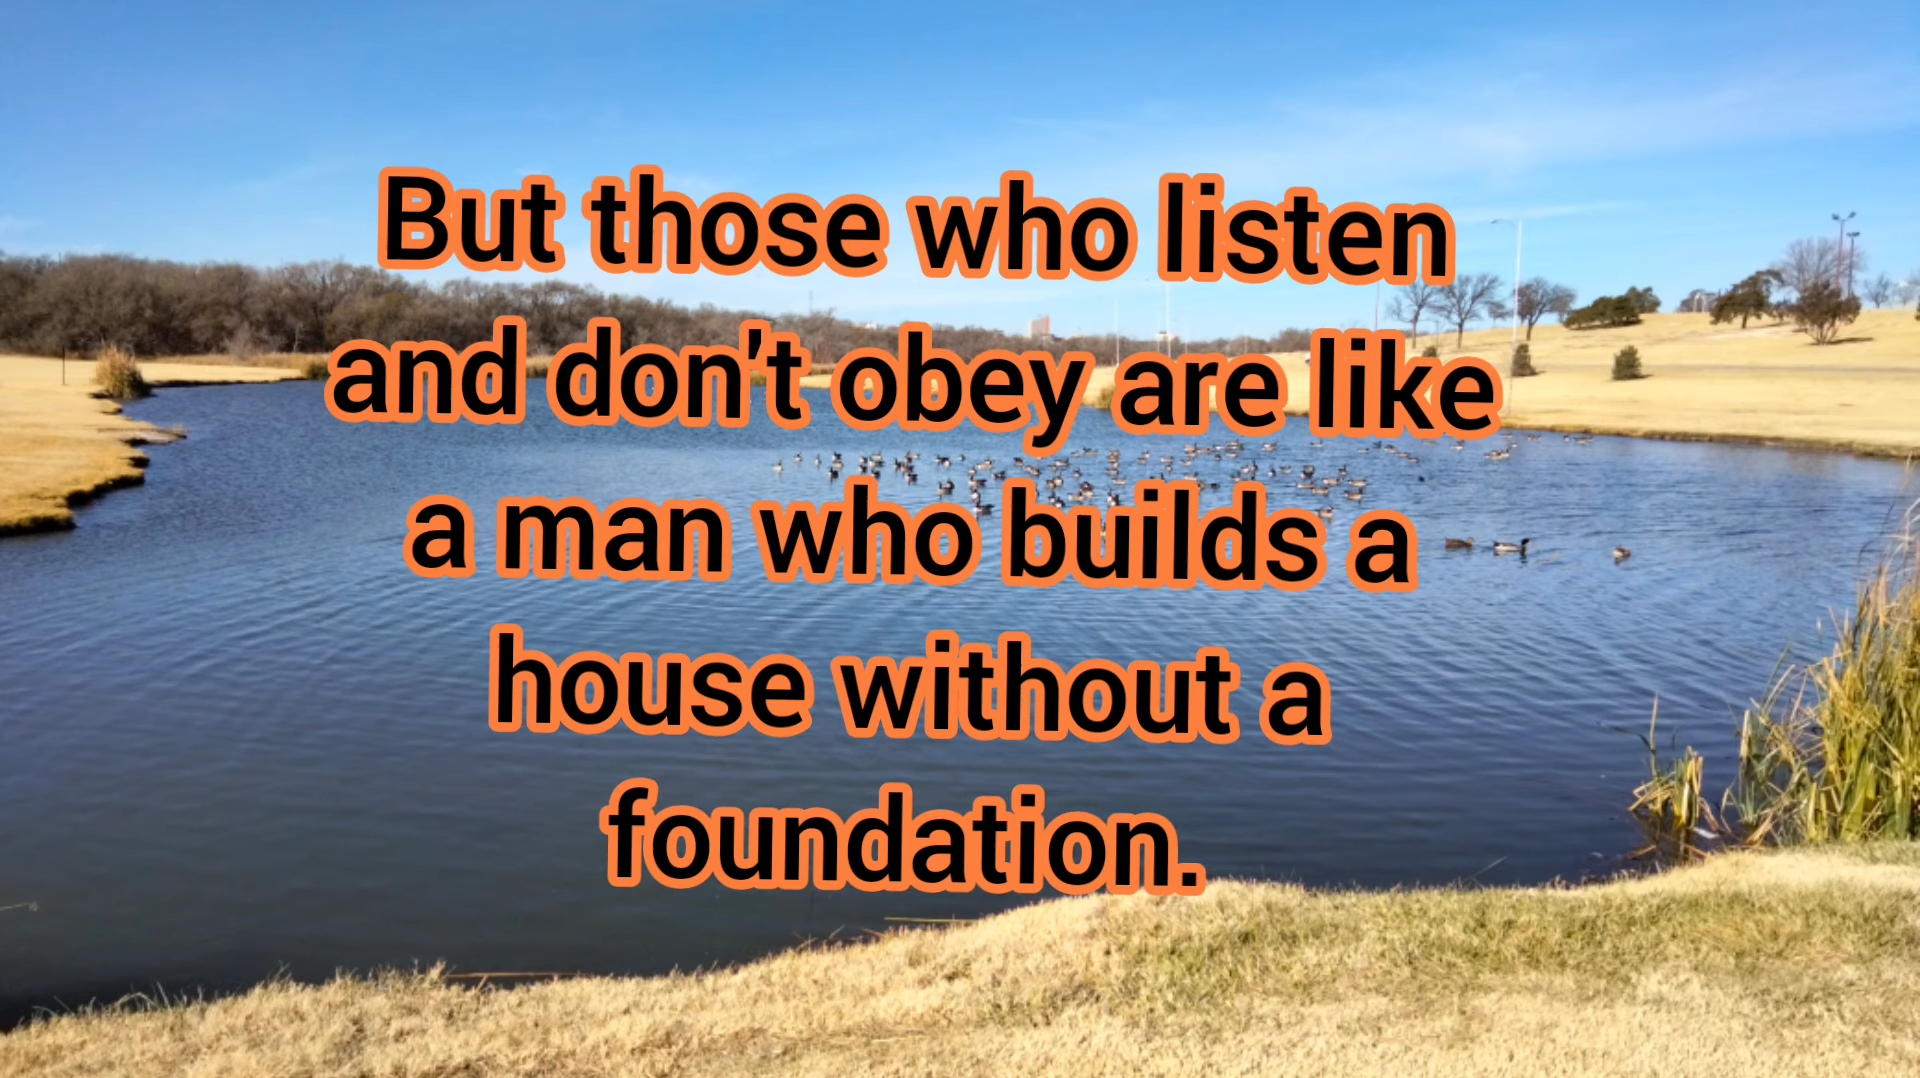 But those who listen
and don't obey are like
a man who builds a
house without a
foundation.